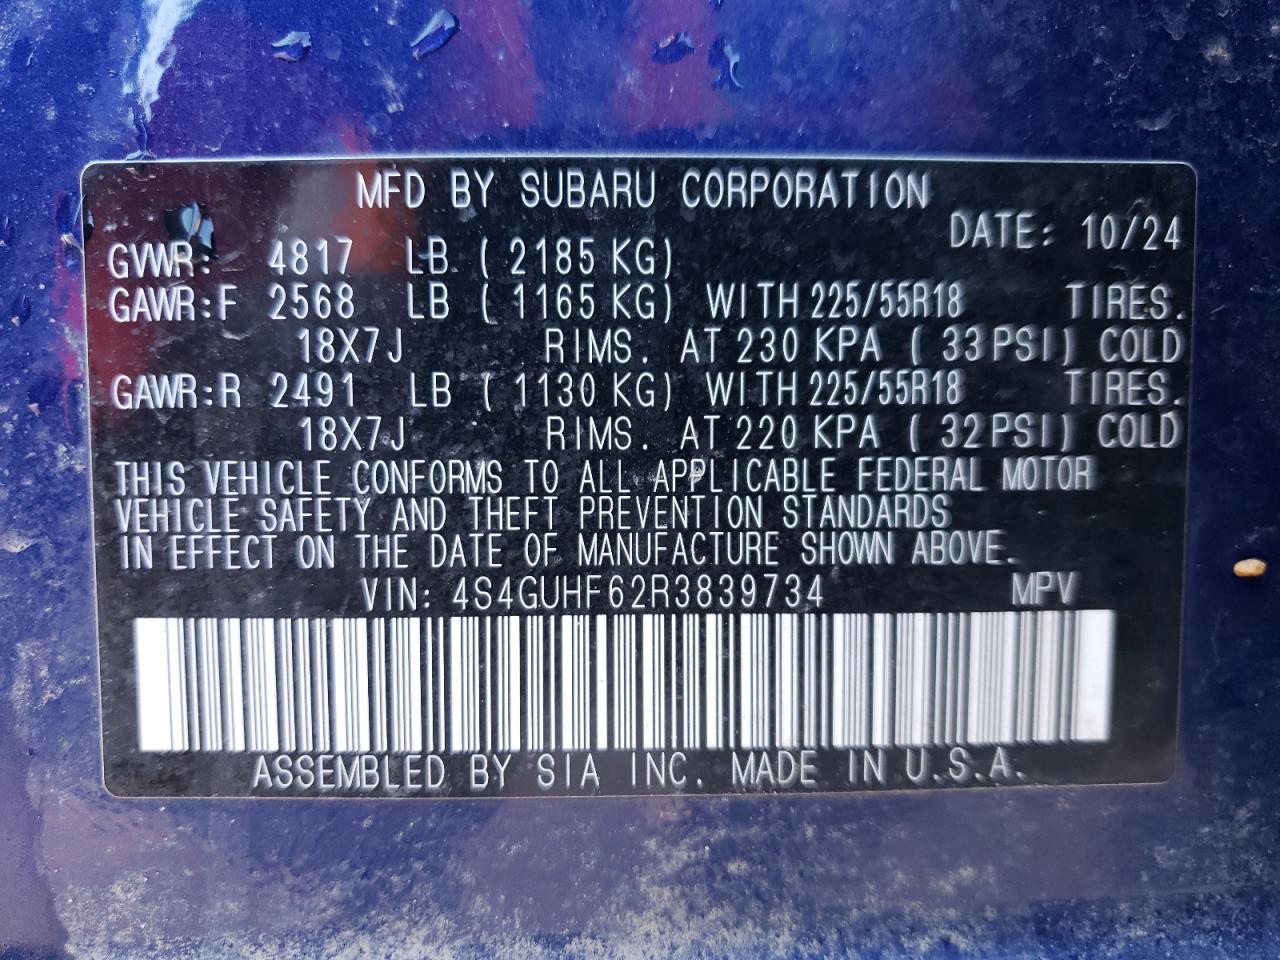 MFD BY SUBARU CORPORATION
DATE: 10/24
GVWR: 4817 LB ( 2185 KG)
GAWR:F 2568 LB ( 1165 KG) WITH 225/55R18 TIRES.
18X7J RIMS. AT 230 KPA ( 33 PSI) COLD
GAWR:R 2491 LB ( 1130 KG) WITH 225/55R18 TIRES.
18X7J RIMS. AT 220 KPA ( 32 PSI) COLD
THIS VEHICLE CONFORMS TO ALL APPLICABLE FEDERAL MOTOR
VEHICLE SAFETY AND THEFT PREVENTION STANDARDS
IN EFFECT ON THE DATE OF MANUFACTURE SHOWN ABOVE.
VIN: 4S4GUHF62R3839734 MPV
ASSEMBLED BY SIA INC. MADE IN U.S.A.